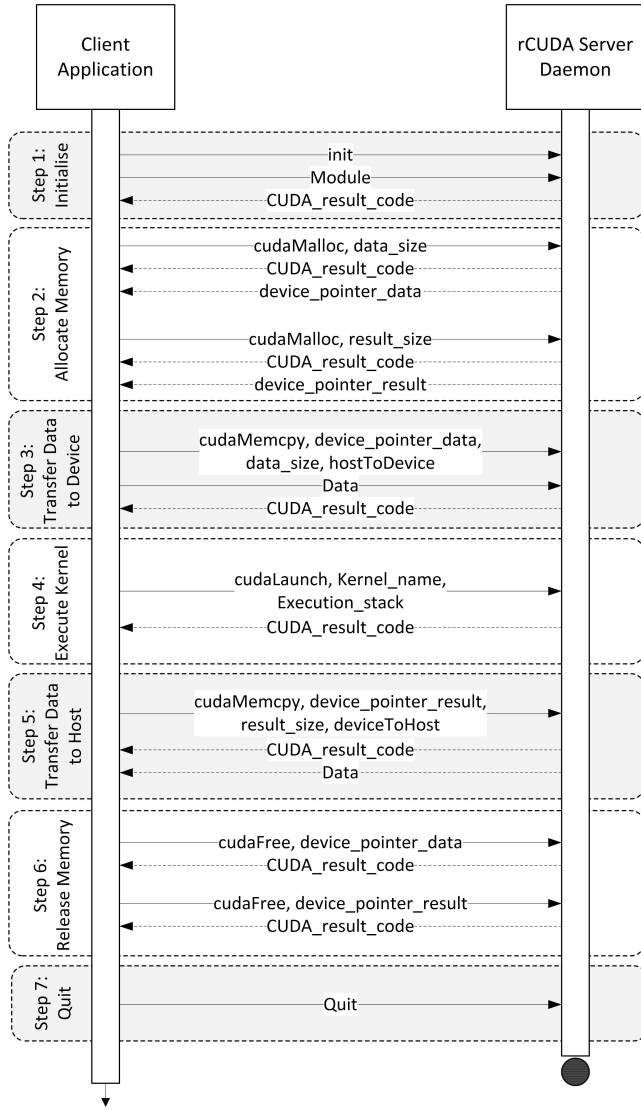 Client
Application
rCUDA Server
Daemon
Step 1:
Initialise
init
Module
CUDA_result_code
Step 2:
Allocate Memory
cudaMalloc, data_size
CUDA_result_code
device_pointer_data
cudaMalloc, result_size
CUDA_result_code
device_pointer_result
Step 3:
Transfer Data
to Device
cudaMemcpy, device_pointer_data,
data_size, hostToDevice
Data
CUDA_result_code
Step 4:
Execute Kernel
cudaLaunch, Kernel_name,
Execution_stack
CUDA_result_code
Step 5:
Transfer Data
to Host
cudaMemcpy, device_pointer_result,
result_size, deviceToHost
CUDA_result_code
Data
Step 6:
Release Memory
cudaFree, device_pointer_data
CUDA_result_code
cudaFree, device_pointer_result
CUDA_result_code
Step 7:
Quit
Quit